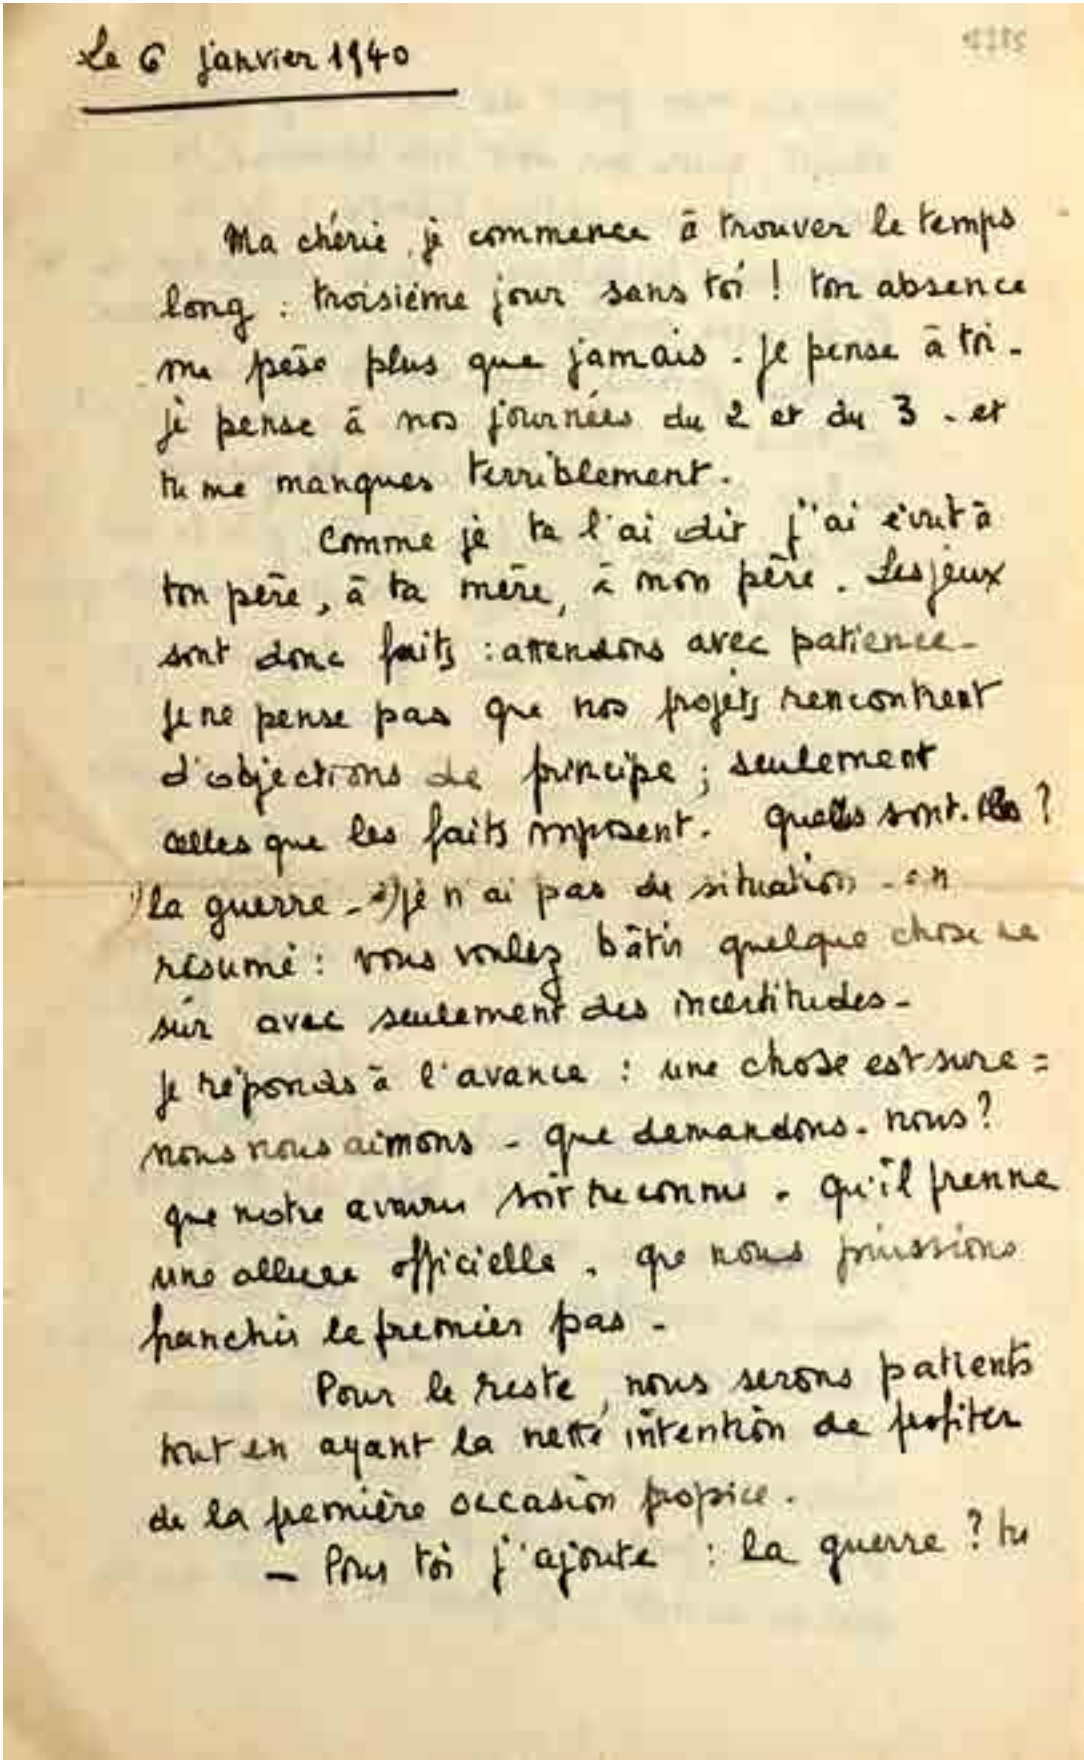 Le 6 janvier 1940
Ma chérie, je commence à trouver le temps
long : troisième jour sans toi ! ton absence
me pèse plus que jamais - je pense à toi -
je pense à nos journées du 2 et du 3 - et
tu me manques terriblement.
Comme je te l'ai dit j'ai écrit à
ton père, à ta mère, à mon père. Les jeux
sont donc faits : attendons avec patience -
je ne pense pas que nos projets rencontrent
d'objections de principe ; seulement
celles que les faits imposent. Quelles sont-elles ?
1) la guerre - 2) je n'ai pas de situation - en
résumé : vous voulez bâtir quelque chose de
sûr avec seulement des incertitudes -
je réponds à l'avance : une chose est sure =
nous nous aimons - que demandons-nous ?
que notre soit reconnu - qu'il prenne
une allure officielle - que nous puissions
franchir le premier pas -
Pour le reste, nous serons patients
tout en ayant la nette intention de profiter
de la première occasion propice.
- Pour toi j'ajoute : la guerre ? tu